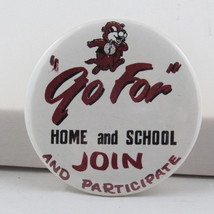 "Go For"
HOME and SCHOOL
JOIN
AND PARTICIPATE